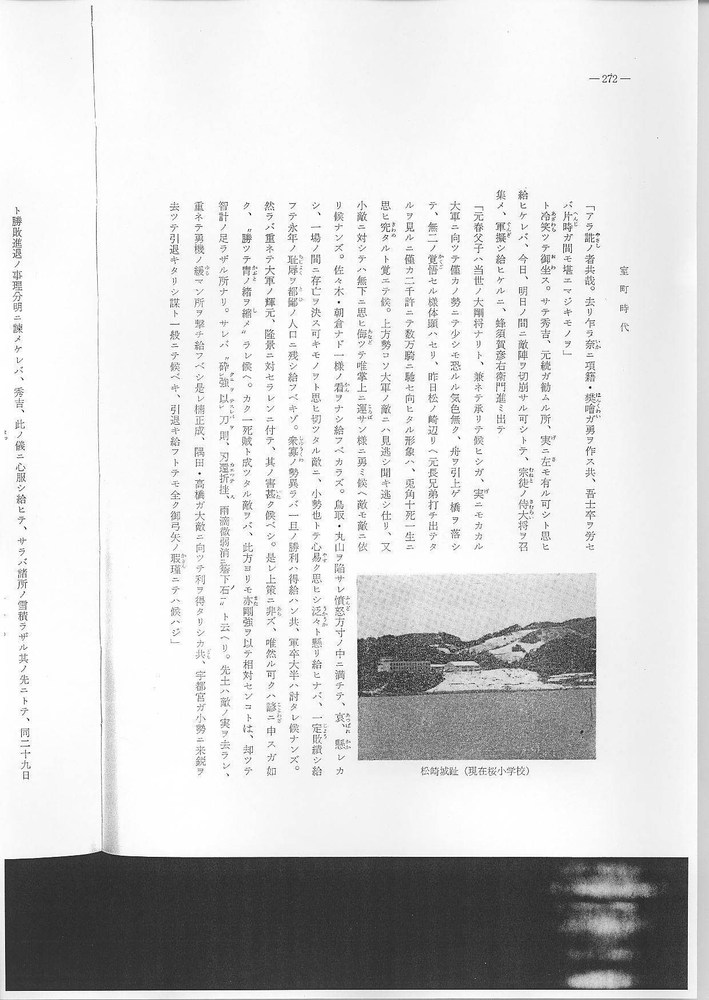 ―272―
室町時代
「アラ訿ノ者共哉。去リ乍ラ奈ニ項籍・樊噲ガ勇ヲ作ス共、吾士卒ヲ労セ
バ片時ガ間モ堪エマジキモノヲ」
ト冷笑ツテ御坐ス。サテ秀吉、元続ガ勧ムル所、実ニ左モ有ル可シト思ヒ
給ヒケレバ、今日、明日ノ間ニ敵陣ヲ切崩サル可シトテ、宗徒ノ侍大将ヲ召
集メ、軍擬シ給ヒケルニ、蜂須賀彦右衛門進ミ出テ
「元春父子ハ当世ノ大剛将ナリト、兼ネテ承リテ候ヒシガ、実ニモカカル
大軍ニ向ツテ僅カノ勢ニテ少シモ恐ルル気色無ク、舟ヲ引上ゲ橋ヲ落シ
テ、無二ノ覚悟セル様体顕ハセリ、昨日松ノ崎辺リヘ元長兄弟打チ出テタ
ルヲ見ルニ僅カ二千許ニテ数万騎ニ馳セ向ヒタル形象ハ、兎角十死一生ニ
思ヒ究タルト覚エテ候。上方勢コソ大軍ノ敵ニハ見逃シ聞キ逃シ仕リ、又
小敵ニ対シテハ無下ニ思ヒ侮ツテ唯掌上ニ運サン様ニ勇ミ候ヘ敵モ敵ニ依
リ候ナンズ。佐々木・朝倉ナド一様ノ看ヲナシ給フベカラズ。鳥取・丸山ヲ陥サレ憤怒方寸ノ中ニ満チテ、哀、懸レカ
シ、一場ノ間ニ存亡ヲ決ス可キモノヲト思ヒ切ツタル敵ニ、小勢也トテ心易ク思ヒシ泛々ト懸リ給ヒナバ、一定敗績シ給
フテ永年ノ耻辱ヲ都鄙ノ人口ニ残シ給フベキゾ。衆寡ノ勢異ラバ一旦ノ勝利ハ得給ハン共、軍卒大半ハ討タレ候ナンズ。
然ラバ重ネテ大軍ノ輝元、隆景ニ対セラレンニ付テ、其ノ害甚ク候ベシ。是レ上策ニ非ズ、唯然ル可クハ諺ニ申スガ如
ク、〝勝ツテ冑ノ緒ヲ縮メ〟ラレ候ヘ。カク一死賊ト成ツタル敵ヲバ、此方ヨリモ亦剛強ヲ以テ相対センコトは、却ツテ
智計ノ足ラザル所ナリ。サレバ〝砕レ強以レ刀則、刃還折挫、雨滴微弱消ニ簷下石一〟ト云ヘリ。先士ハ敵ノ実ヲ去ラレ、
重ネテ勇機ノ緩マン所ヲ撃チ給フベシ是レ楠正成、隅田・高橋ガ大敵ニ向ツテ利ヲ得タリシカ共、宇都宮ガ小勢ニ来鋭ヲ
去ツテ引退キタリシ謀ト一般ニテ候ベキ、引退キ給フトテモ全ク御弓矢ノ瑕瑾ニテハ候ハジ」
松崎城趾（現在桜小学校）
ト勝敗進退ノ事理分明ニ諫メケレバ、秀吉、此ノ儀ニ心服シ給ヒテ、サラバ諸所ノ雪積ラザル其ノ先ニトテ、同二十九日